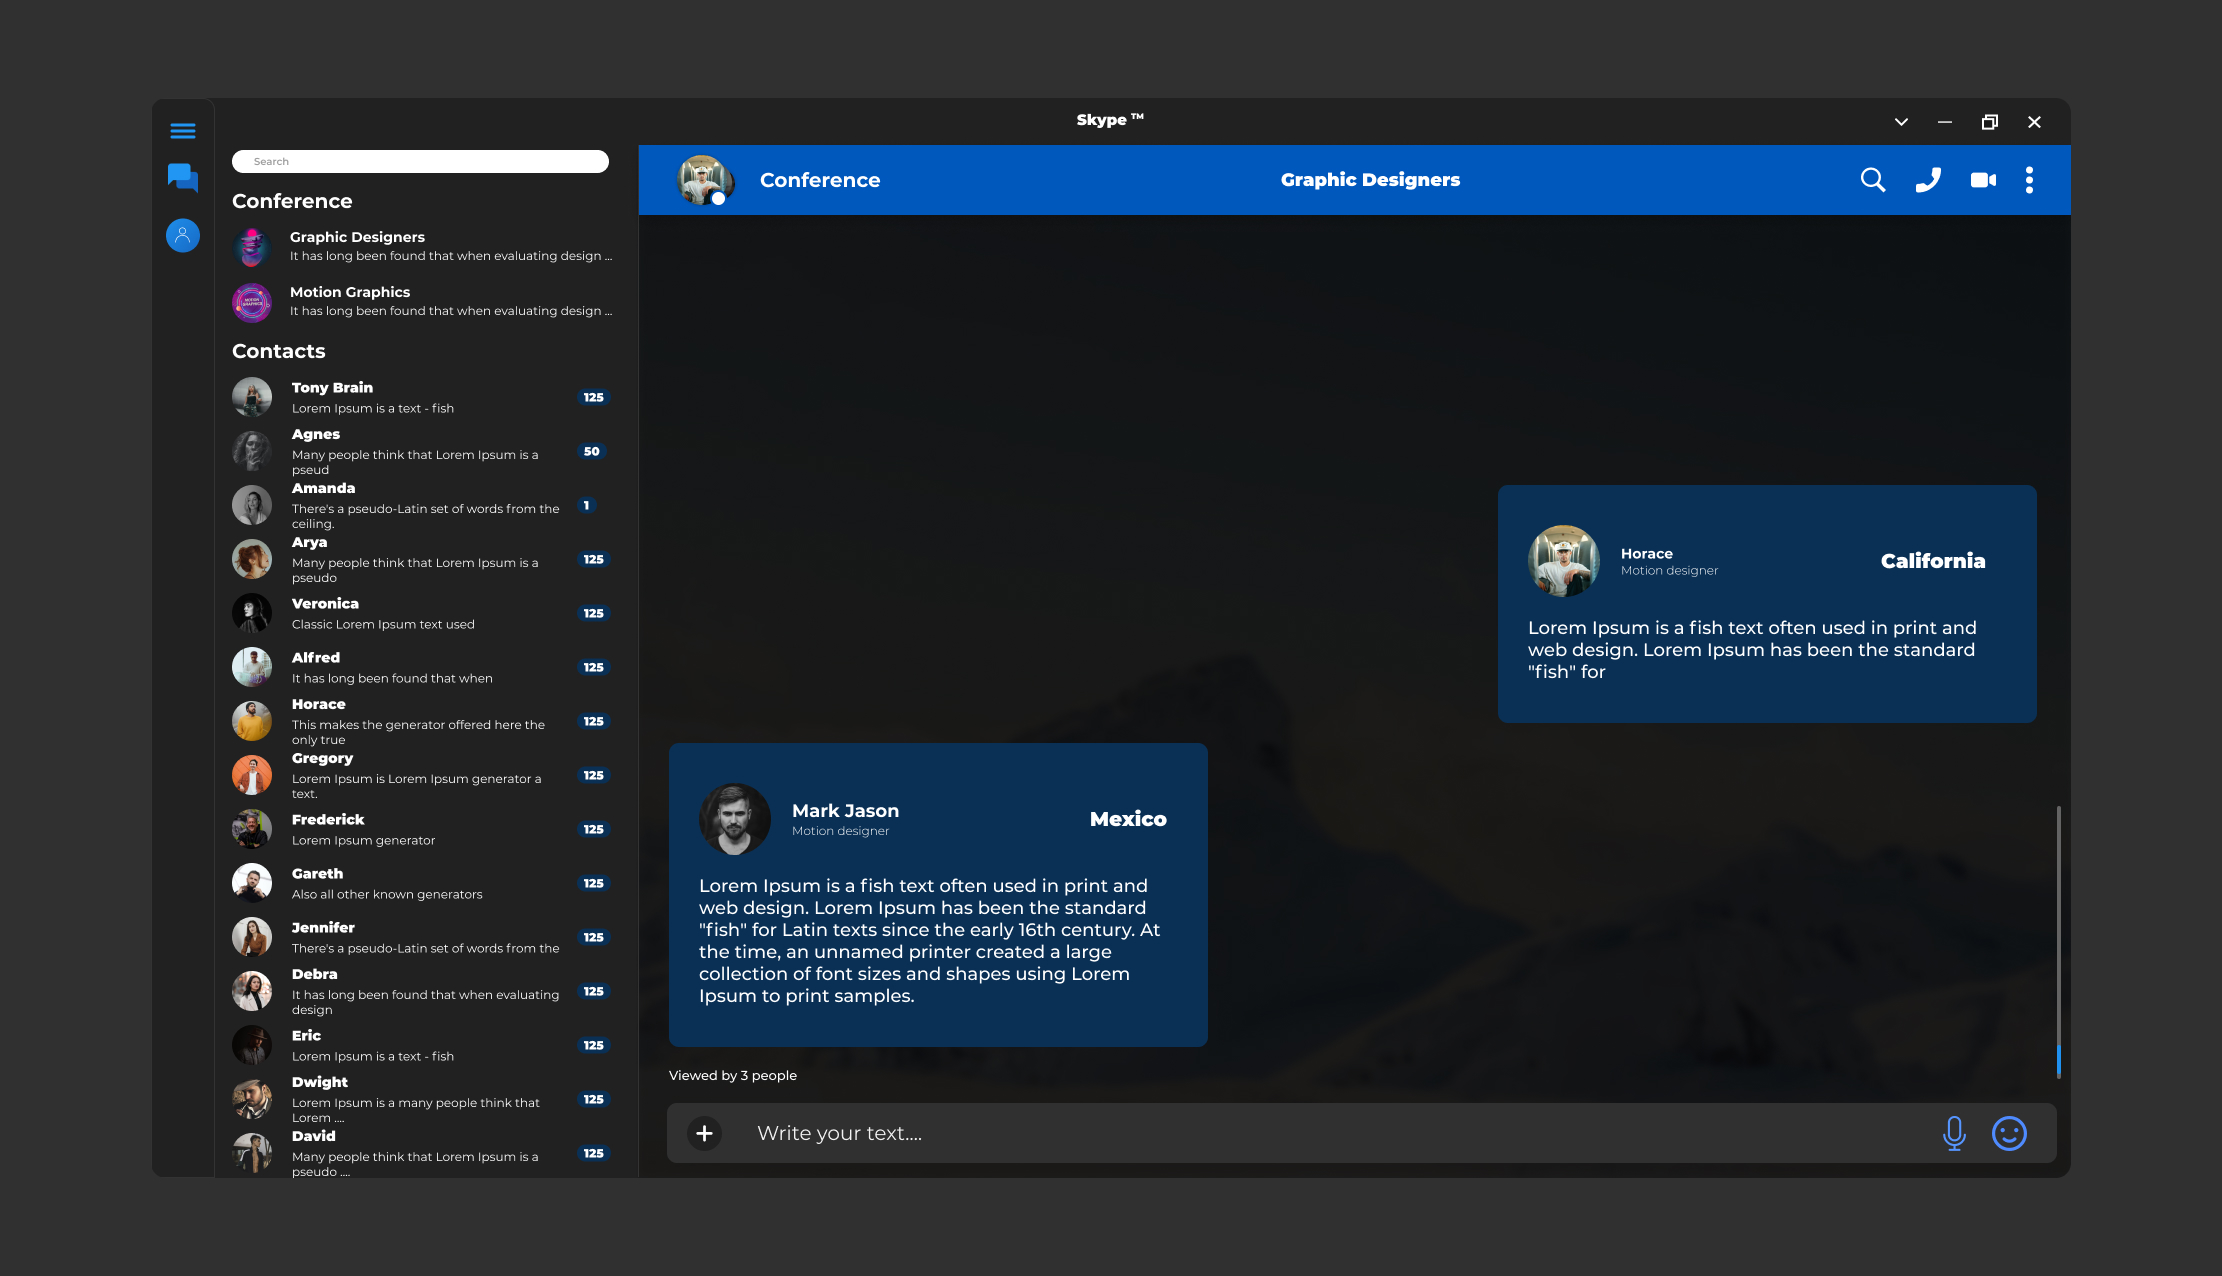 Skype ™
Search
Conference
Graphic Designers
It has long been found that when evaluating design ...
MOTION
GRAPHICS
Motion Graphics
It has long been found that when evaluating design ...
Contacts
Tony Brain
Lorem Ipsum is a text - fish
125
Agnes
Many people think that Lorem Ipsum is a
pseud
50
Amanda
There's a pseudo-Latin set of words from the
ceiling.
1
Arya
Many people think that Lorem Ipsum is a
pseudo
125
Veronica
Classic Lorem Ipsum text used
125
Alfred
It has long been found that when
125
Horace
This makes the generator offered here the
only true
125
Gregory
Lorem Ipsum is Lorem Ipsum generator a
text.
125
Frederick
Lorem Ipsum generator
125
Gareth
Also all other known generators
125
Jennifer
There's a pseudo-Latin set of words from the
125
Debra
It has long been found that when evaluating
design
125
Eric
Lorem Ipsum is a text - fish
125
Dwight
Lorem Ipsum is a many people think that
Lorem ....
125
David
Many people think that Lorem Ipsum is a
pseudo ....
125
Conference
Graphic Designers
Horace
Motion designer
California
Lorem Ipsum is a fish text often used in print and
web design. Lorem Ipsum has been the standard
"fish" for
Mark Jason
Motion designer
Mexico
Lorem Ipsum is a fish text often used in print and
web design. Lorem Ipsum has been the standard
"fish" for Latin texts since the early 16th century. At
the time, an unnamed printer created a large
collection of font sizes and shapes using Lorem
Ipsum to print samples.
Viewed by 3 people
Write your text....